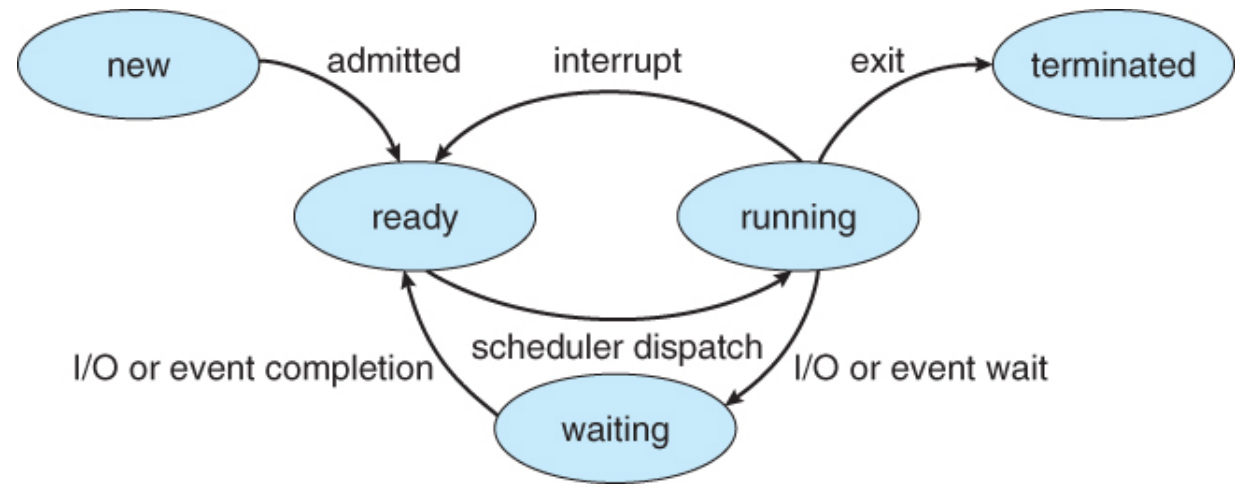 new
admitted
interrupt
exit
terminated
ready
running
scheduler dispatch
I/O or event completion
I/O or event wait
waiting